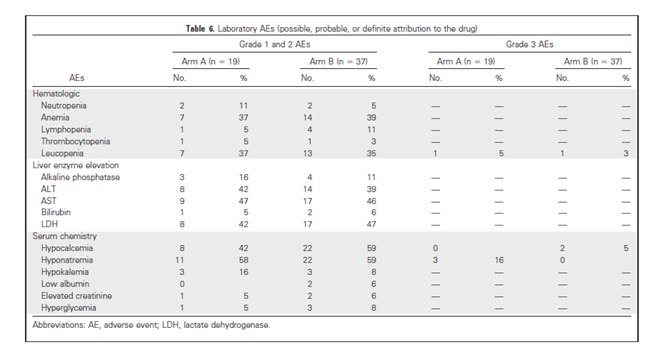 Table 6. Laboratory AEs (possible, probable, or definite attribution to the drug)
Grade 1 and 2 AEs Grade 3 AEs
Arm A (n = 19) Arm B (n = 37) Arm A (n = 19) Arm B (n = 37)
AEs No. % No. % No. % No. %
Hematologic
Neutropenia 2 11 2 5 — — — —
Anemia 7 37 14 39 — — — —
Lymphopenia 1 5 4 11 — — — —
Thrombocytopenia 1 5 1 3 — — — —
Leucopenia 7 37 13 35 1 5 1 3
Liver enzyme elevation
Alkaline phosphatase 3 16 4 11 — — — —
ALT 8 42 14 39 — — — —
AST 9 47 17 46 — — — —
Bilirubin 1 5 2 6 — — — —
LDH 8 42 17 47 — — — —
Serum chemistry
Hypocalcemia 8 42 22 59 0 2 5
Hyponatremia 11 58 22 59 3 16 0
Hypokalemia 3 16 3 8 — — — —
Low albumin 0 2 6 — — — —
Elevated creatinine 1 5 2 6 — — — —
Hyperglycemia 1 5 3 8 — — — —
Abbreviations: AE, adverse event; LDH, lactate dehydrogenase.